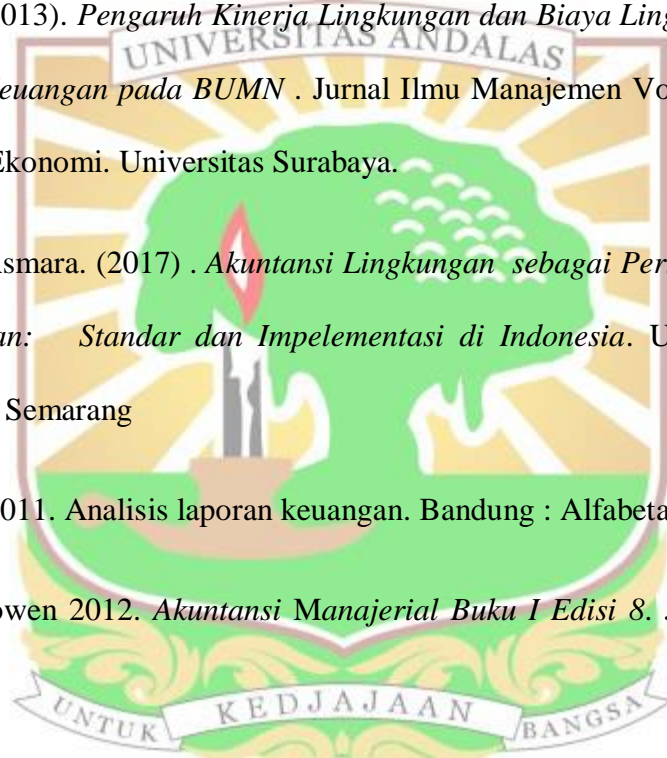 013). Pengaruh Kinerja Lingkungan dan Biaya Ling
UNIVERSITAS ANDALAS
euangan pada BUMN . Jurnal Ilmu Manajemen Vo
Ekonomi. Universitas Surabaya.
smara. (2017) . Akuntansi Lingkungan sebagai Per
an: Standar dan Impelementasi di Indonesia. U
Semarang
011. Analisis laporan keuangan. Bandung : Alfabeta
owen 2012. Akuntansi Manajerial Buku I Edisi 8.
UNTUK KEDJAJAAN BANGSA